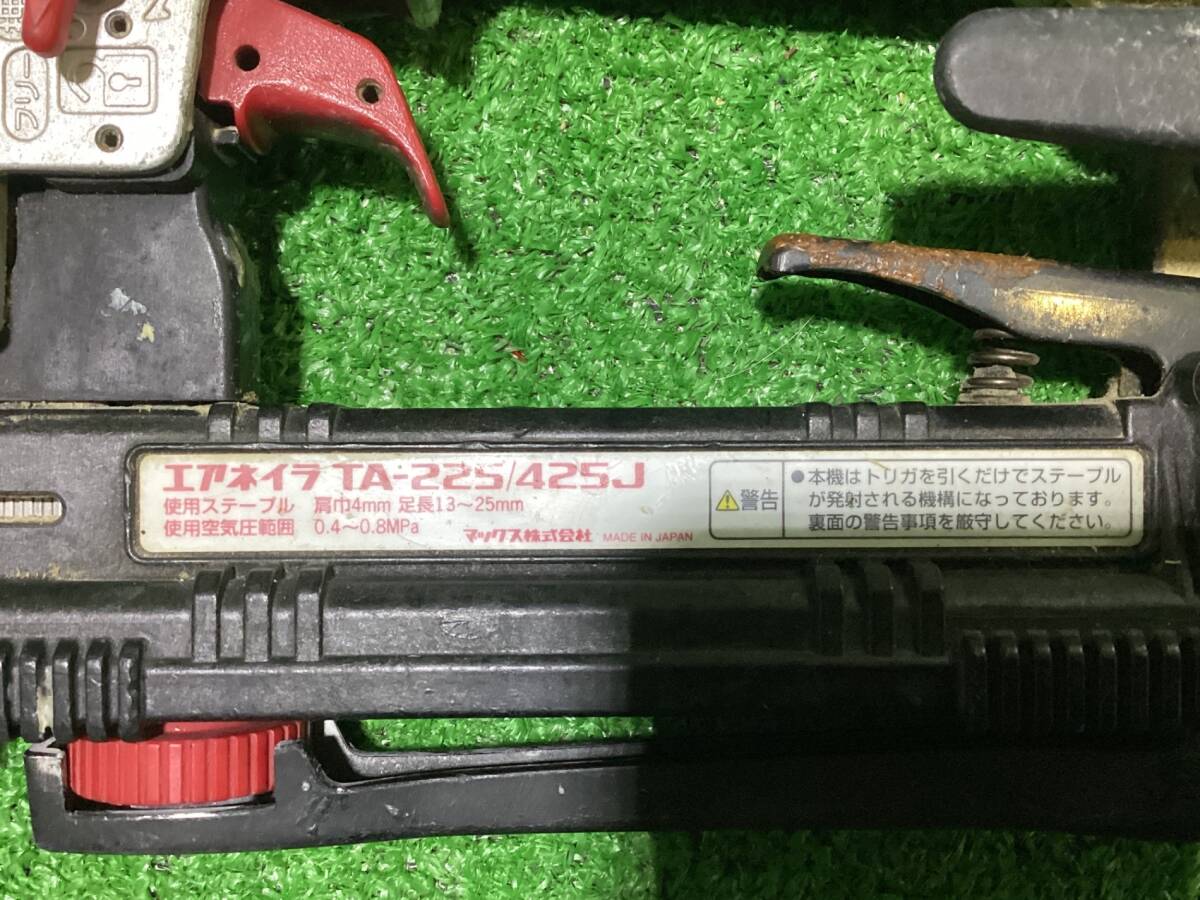 フリー
エアネイラ TA-225/425J
使用ステープル 肩巾4mm 足長13～25mm
使用空気圧範囲 0.4～0.8MPa
マックス株式会社 MADE IN JAPAN
警告
●本機はトリガを引くだけでステープル
が発射される機構になっております。
裏面の警告事項を厳守してください。